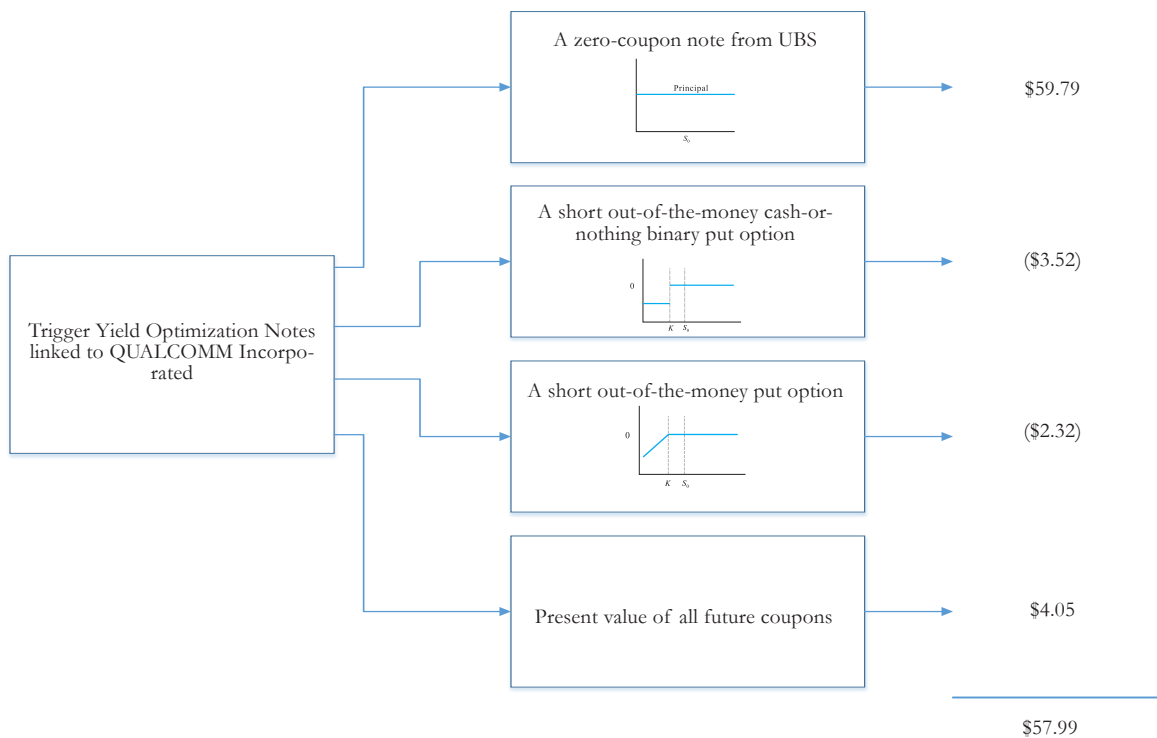 A zero-coupon note from UBS
Principal
S0
$59.79
A short out-of-the-money cash-or-
nothing binary put option
0
K S0
($3.52)
Trigger Yield Optimization Notes
linked to QUALCOMM Incorpo-
rated
A short out-of-the-money put option
0
K S0
($2.32)
Present value of all future coupons
$4.05
$57.99